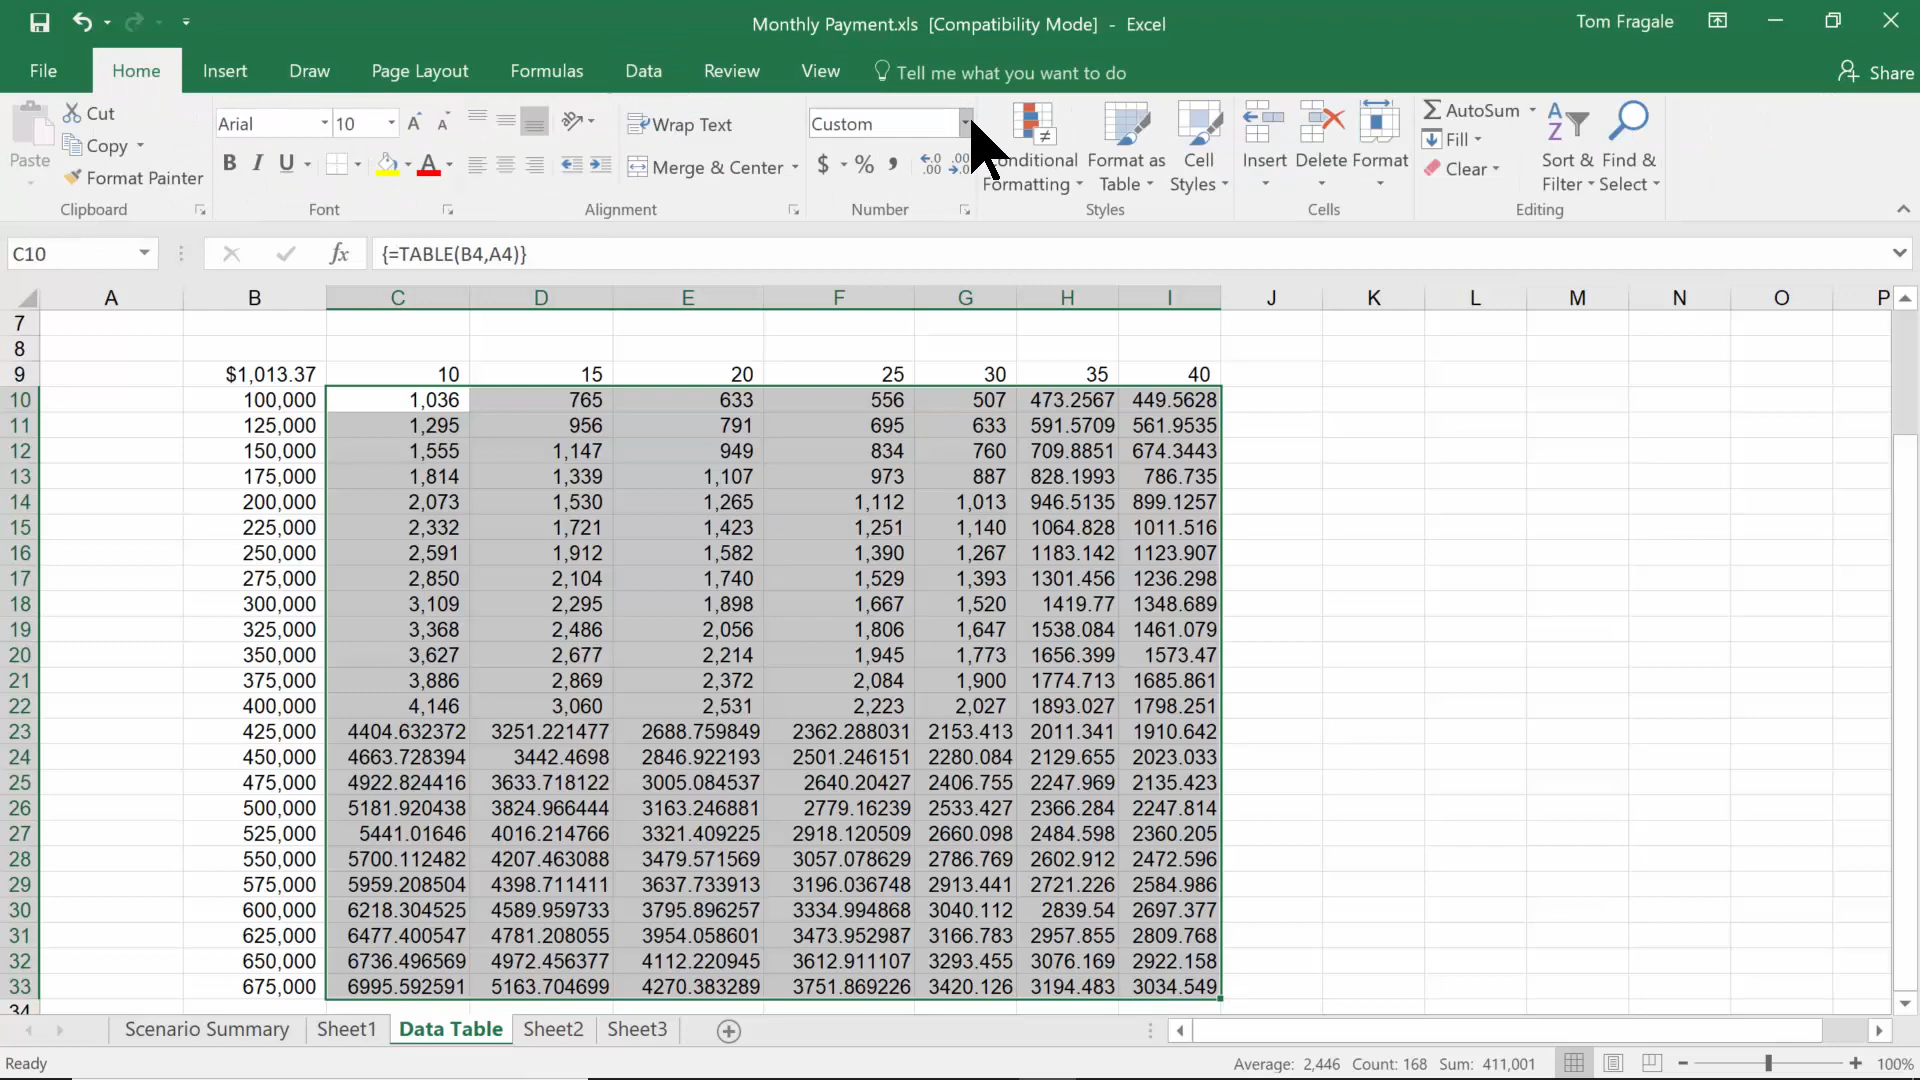 Monthly Payment.xls [Compatibility Mode] - Excel
Tom Fragale
File Home Insert Draw Page Layout Formulas Data Review View Tell me what you want to do Share
Paste
Cut
Copy
Format Painter
Clipboard
Arial 10
B I U
Font
Wrap Text
Merge & Center
Alignment
Custom
$ % ,
Number
Formatting
Format as
Table
Cell
Styles
Styles
Insert Delete Format
Cells
AutoSum
Fill
Clear
Sort &
Filter
Find &
Select
Editing
C10 fx {=TABLE(B4,A4)}
A B C D E F G H I J K L M N O P
7
8
9 $1,013.37 10 15 20 25 30 35 40
10 100,000 1,036 765 633 556 507 473.2567 449.5628
11 125,000 1,295 956 791 695 633 591.5709 561.9535
12 150,000 1,555 1,147 949 834 760 709.8851 674.3443
13 175,000 1,814 1,339 1,107 973 887 828.1993 786.735
14 200,000 2,073 1,530 1,265 1,112 1,013 946.5135 899.1257
15 225,000 2,332 1,721 1,423 1,251 1,140 1064.828 1011.516
16 250,000 2,591 1,912 1,582 1,390 1,267 1183.142 1123.907
17 275,000 2,850 2,104 1,740 1,529 1,393 1301.456 1236.298
18 300,000 3,109 2,295 1,898 1,667 1,520 1419.77 1348.689
19 325,000 3,368 2,486 2,056 1,806 1,647 1538.084 1461.079
20 350,000 3,627 2,677 2,214 1,945 1,773 1656.399 1573.47
21 375,000 3,886 2,869 2,372 2,084 1,900 1774.713 1685.861
22 400,000 4,146 3,060 2,531 2,223 2,027 1893.027 1798.251
23 425,000 4404.632372 3251.221477 2688.759849 2362.288031 2153.413 2011.341 1910.642
24 450,000 4663.728394 3442.4698 2846.922193 2501.246151 2280.084 2129.655 2023.033
25 475,000 4922.824416 3633.718122 3005.084537 2640.20427 2406.755 2247.969 2135.423
26 500,000 5181.920438 3824.966444 3163.246881 2779.16239 2533.427 2366.284 2247.814
27 525,000 5441.01646 4016.214766 3321.409225 2918.120509 2660.098 2484.598 2360.205
28 550,000 5700.112482 4207.463088 3479.571569 3057.078629 2786.769 2602.912 2472.596
29 575,000 5959.208504 4398.711411 3637.733913 3196.036748 2913.441 2721.226 2584.986
30 600,000 6218.304525 4589.959733 3795.896257 3334.994868 3040.112 2839.54 2697.377
31 625,000 6477.400547 4781.208055 3954.058601 3473.952987 3166.783 2957.855 2809.768
32 650,000 6736.496569 4972.456377 4112.220945 3612.911107 3293.455 3076.169 2922.158
33 675,000 6995.592591 5163.704699 4270.383289 3751.869226 3420.126 3194.483 3034.549
34
Scenario Summary Sheet1 Data Table Sheet2 Sheet3
Ready Average: 2,446 Count: 168 Sum: 411,001 100%